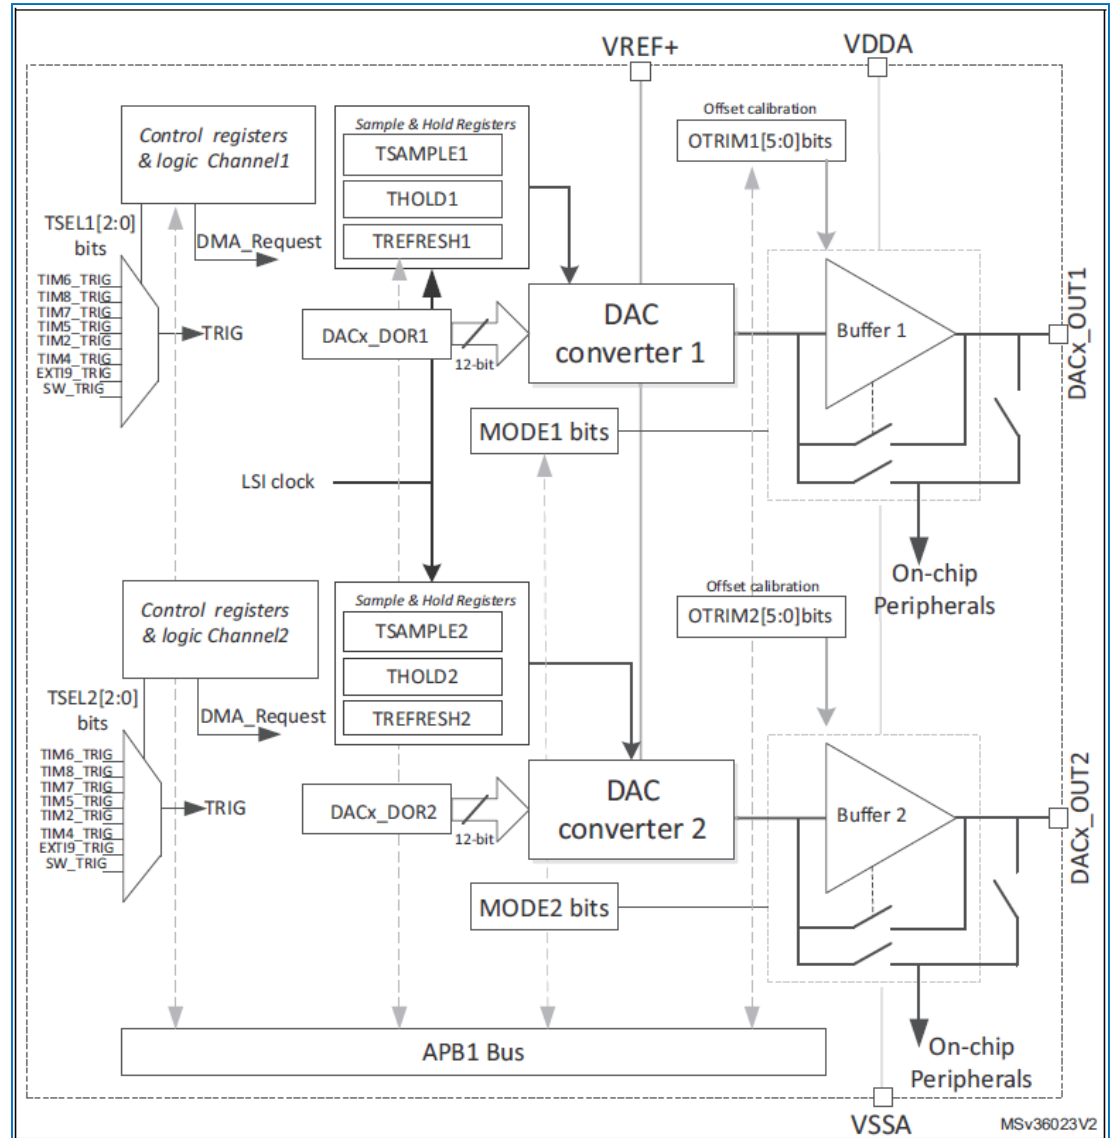 VREF+
VDDA
Control registers
& logic Channel1
Sample & Hold Registers
TSAMPLE1
THOLD1
TREFRESH1
Offset calibration
OTRIM1[5:0]bits
TSEL1[2:0]
bits
DMA_Request
TIM6_TRIG
TIM8_TRIG
TIM7_TRIG
TIM5_TRIG
TIM2_TRIG
TIM4_TRIG
EXTI9_TRIG
SW_TRIG
TRIG
DACx_DOR1
12-bit
DAC
converter 1
Buffer 1
DACx_OUT1
MODE1 bits
LSI clock
On-chip
Peripherals
Control registers
& logic Channel2
Sample & Hold Registers
TSAMPLE2
THOLD2
TREFRESH2
Offset calibration
OTRIM2[5:0]bits
TSEL2[2:0]
bits
DMA_Request
TIM6_TRIG
TIM8_TRIG
TIM7_TRIG
TIM5_TRIG
TIM2_TRIG
TIM4_TRIG
EXTI9_TRIG
SW_TRIG
TRIG
DACx_DOR2
12-bit
DAC
converter 2
Buffer 2
DACx_OUT2
MODE2 bits
On-chip
Peripherals
APB1 Bus
VSSA
MSv36023V2